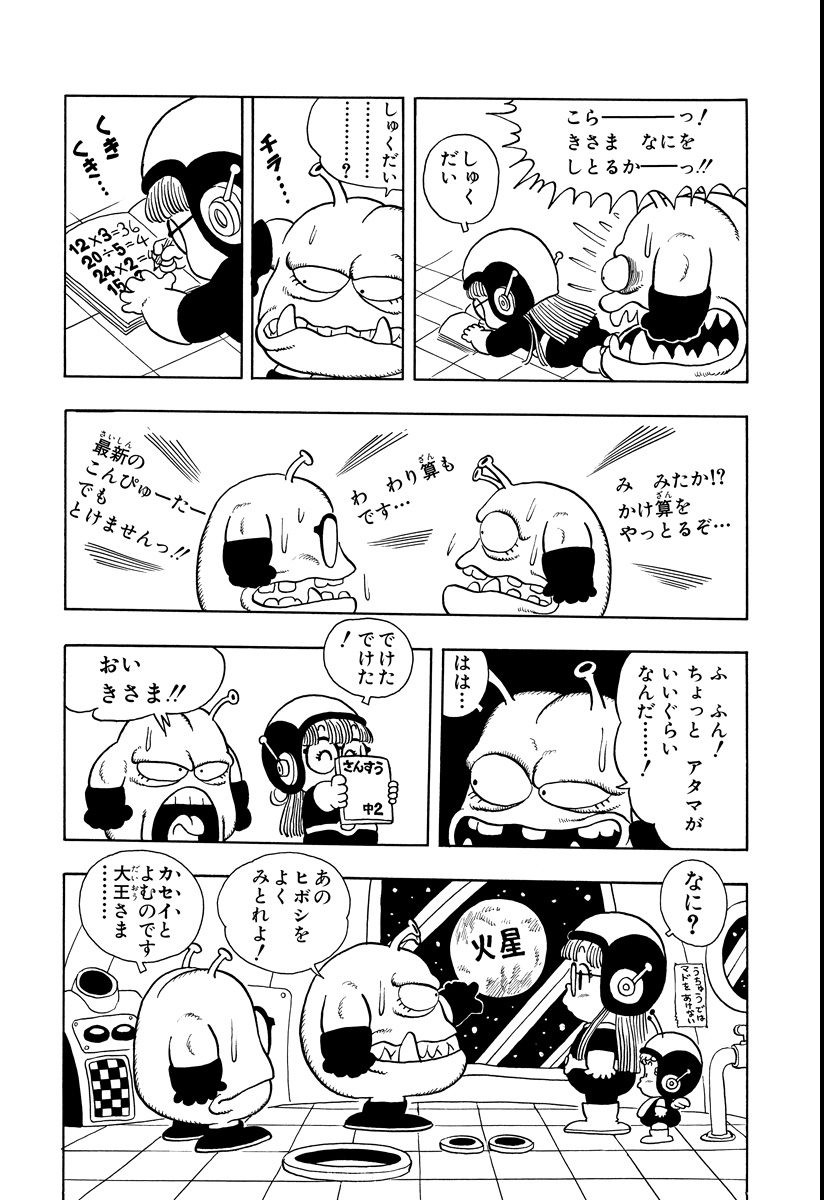 こら━━━っ!
きさま なにを
しとるか━━っ!!
しゅく
だい
しゅくだい
………
………?
チラ…
くき
くき…
12×3=36
20÷5=4
24×2=
15
み みたか!?
かけ算を
やっとるぞ…
わ わり算も
です…
最新の
こんぴゅーたー
でも
とけませんっ!!
ふ ふん!
ちょっと アタマが
いいぐらい
なんだ……!
はは…
でけた
でけた
!
さんすう
中2
おい
きさま!!
なに?
うちゅうでは
マドをあけない
火星
あの
ヒボシを
よく
みとれよ!
カセイと
よむのです
大王さま
………